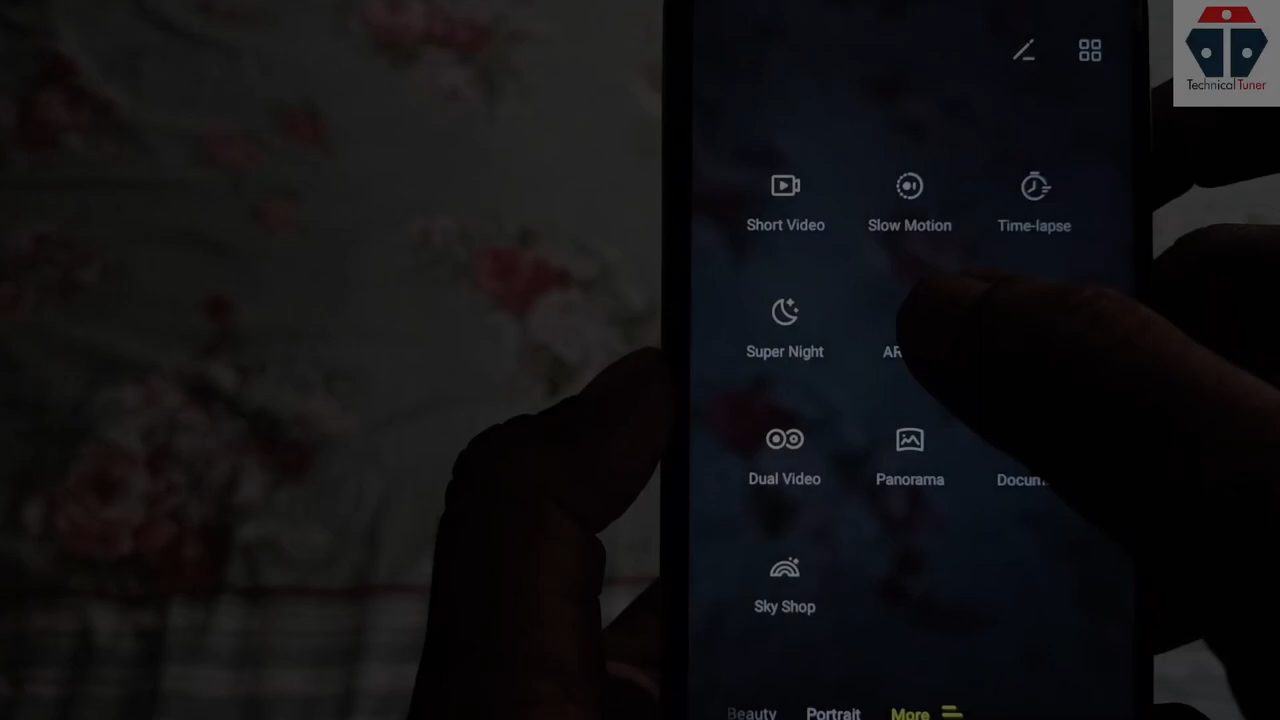 Technical Tuner
Short Video
Slow Motion
Time-lapse
Super Night
AR
Dual Video
Panorama
Docum
Sky Shop
Beauty
Portrait
More